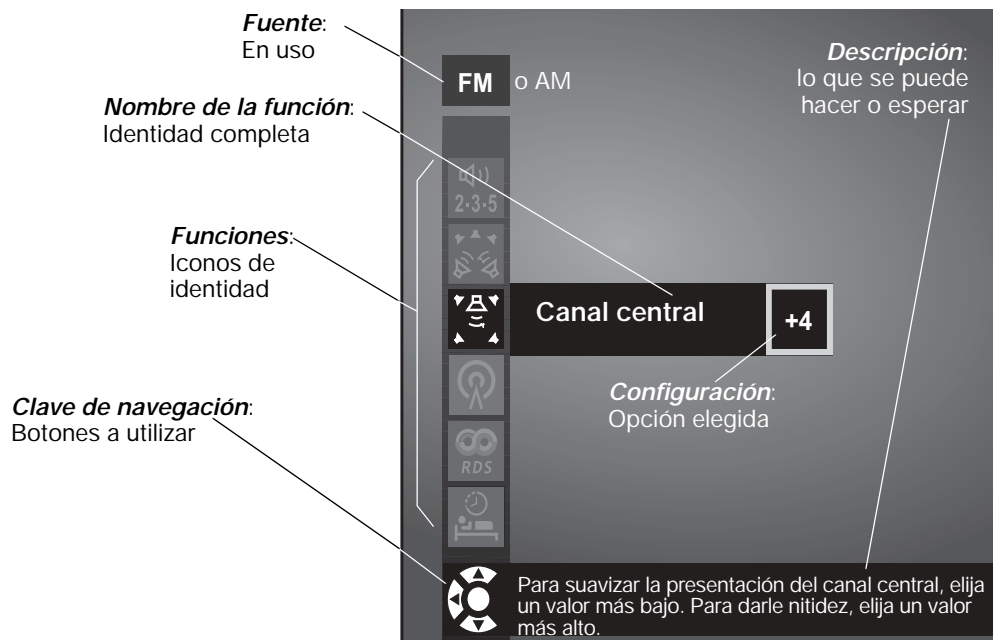 Fuente:
En uso
FM o AM
Descripción:
lo que se puede
hacer o esperar
Nombre de la función:
Identidad completa
2•3•5
Funciones:
Iconos de
identidad
Canal central
+4
Configuración:
Opción elegida
Clave de navegación:
Botones a utilizar
RDS
Para suavizar la presentación del canal central, elija
un valor más bajo. Para darle nitidez, elija un valor
más alto.